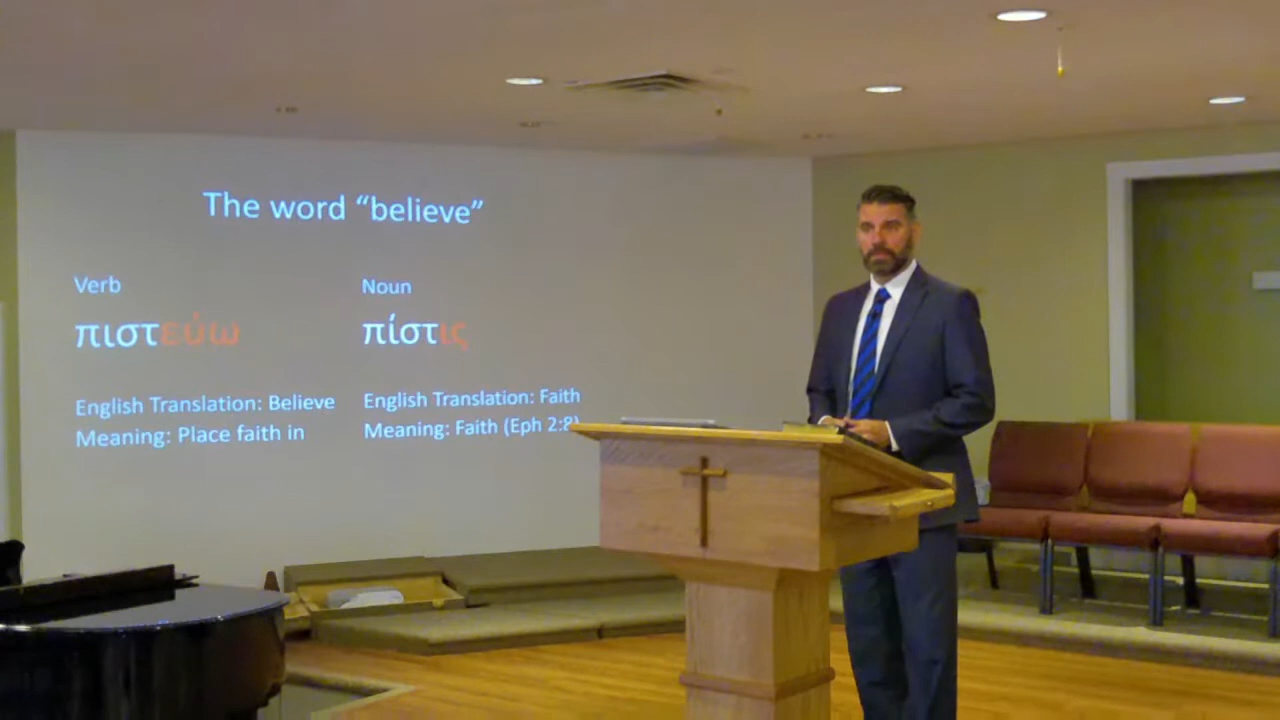 The word “believe”
Verb
Noun
πιστεύω
πίστις
English Translation: Believe
Meaning: Place faith in
English Translation: Faith
Meaning: Faith (Eph 2:8)